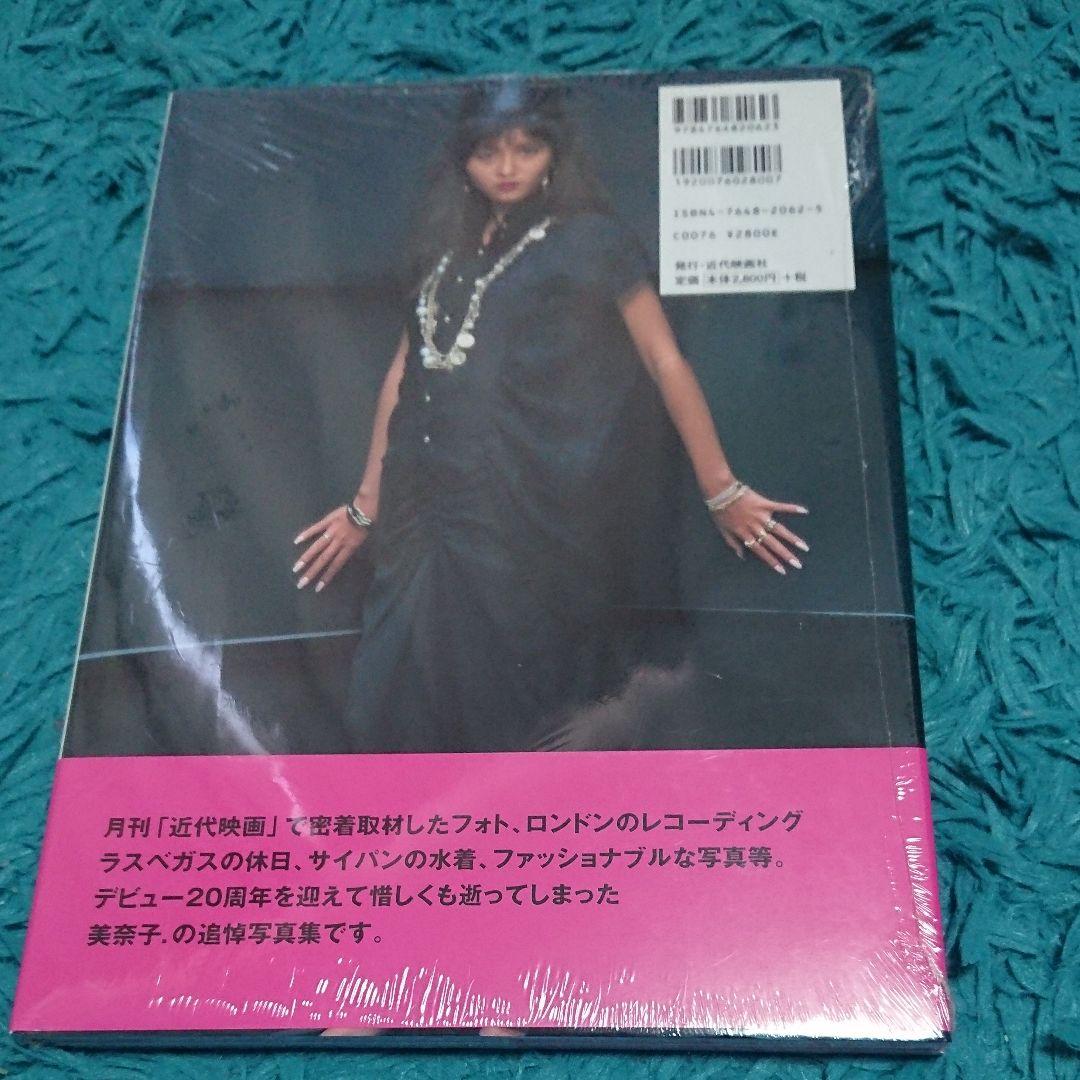 9784764820623
1920076028007
ISBN4-7648-2062-5
C0076 ¥2800E
発行・近代映画社
定価 本体2,800円 +税
月刊「近代映画」で密着取材したフォト、ロンドンのレコーディング
ラスベガスの休日、サイパンの水着、ファッショナブルな写真等。
デビュー20周年を迎えて惜しくも逝ってしまった
美奈子.の追悼写真集です。